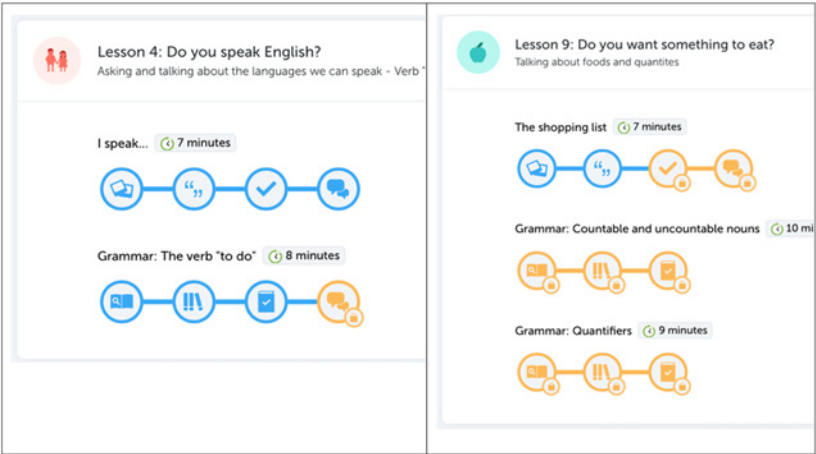 Lesson 4: Do you speak English?
Asking and talking about the languages we can speak - Verb "
I speak... 7 minutes
Grammar: The verb "to do" 8 minutes
Lesson 9: Do you want something to eat?
Talking about foods and quantites
The shopping list 7 minutes
Grammar: Countable and uncountable nouns 10 mi
Grammar: Quantifiers 9 minutes